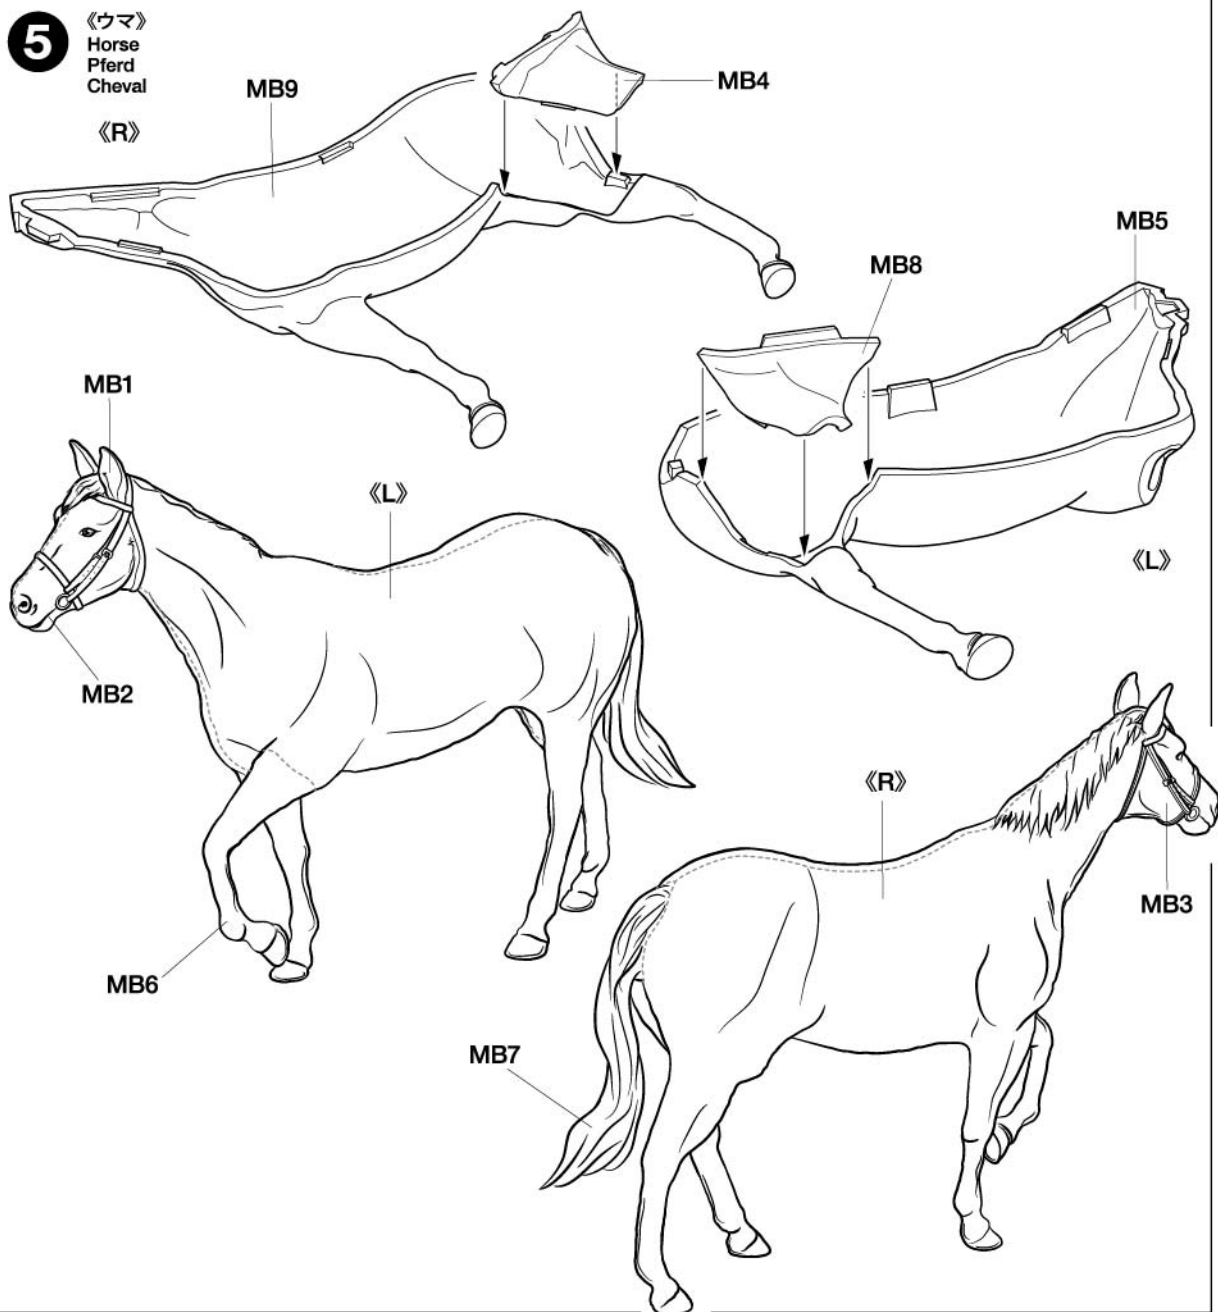 5
《ウマ》
Horse
Pferd
Cheval
《R》
MB9
MB4
MB5
MB8
MB1
《L》
《L》
MB2
《R》
MB3
MB6
MB7